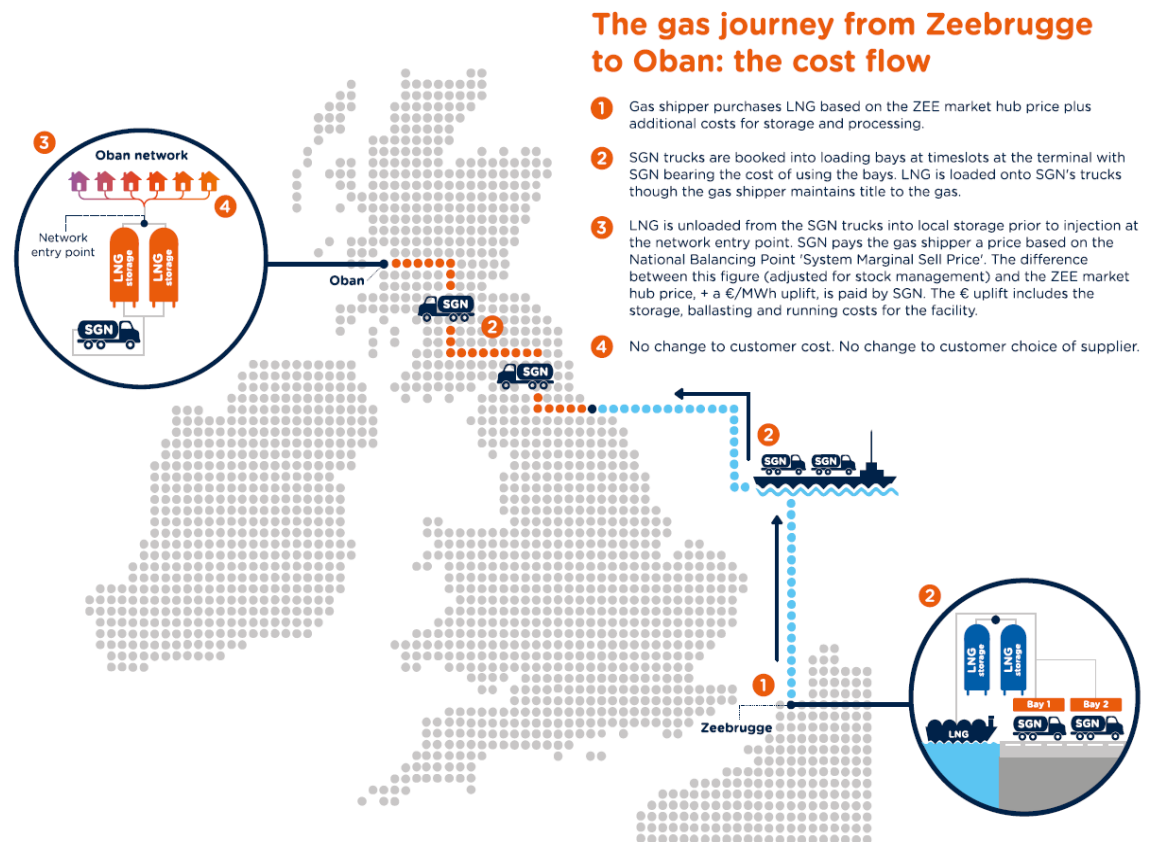 The gas journey from Zeebrugge
to Oban: the cost flow
1
Gas shipper purchases LNG based on the ZEE market hub price plus
additional costs for storage and processing.
2
SGN trucks are booked into loading bays at timeslots at the terminal with
SGN bearing the cost of using the bays. LNG is loaded onto SGN's trucks
though the gas shipper maintains title to the gas.
3
LNG is unloaded from the SGN trucks into local storage prior to injection at
the network entry point. SGN pays the gas shipper a price based on the
National Balancing Point 'System Marginal Sell Price'. The difference
between this figure (adjusted for stock management) and the ZEE market
hub price, + a €/MWh uplift, is paid by SGN. The € uplift includes the
storage, ballasting and running costs for the facility.
4
No change to customer cost. No change to customer choice of supplier.
3
Oban network
4
Network
entry point
LNG
storage
LNG
storage
SGN
Oban
SGN
2
SGN
2
SGN
SGN
1
Zeebrugge
2
LNG
storage
LNG
storage
Bay 1
Bay 2
SGN
SGN
LNG